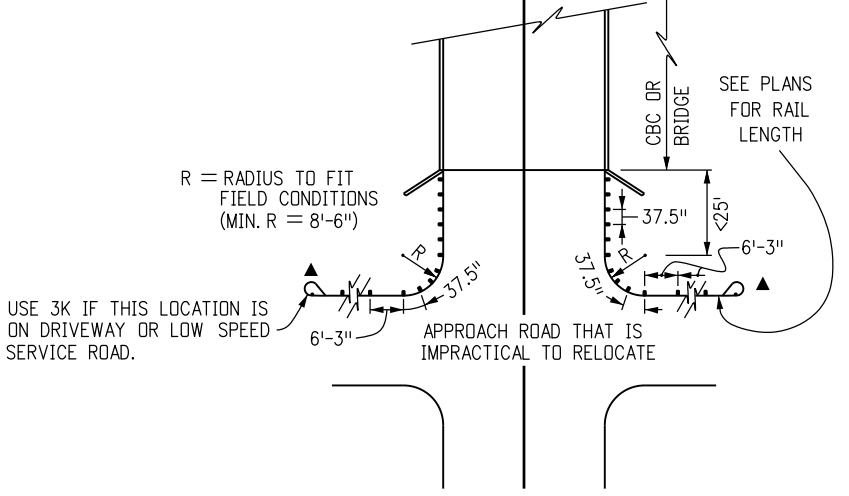 SEE PLANS
FOR RAIL
LENGTH
CBC OR
BRIDGE
R = RADIUS TO FIT
FIELD CONDITIONS
(MIN. R = 8'-6")
37.5"
<25'
6'-3"
R
R
37.5"
37.5"
USE 3K IF THIS LOCATION IS
ON DRIVEWAY OR LOW SPEED
SERVICE ROAD.
6'-3"
APPROACH ROAD THAT IS
IMPRACTICAL TO RELOCATE